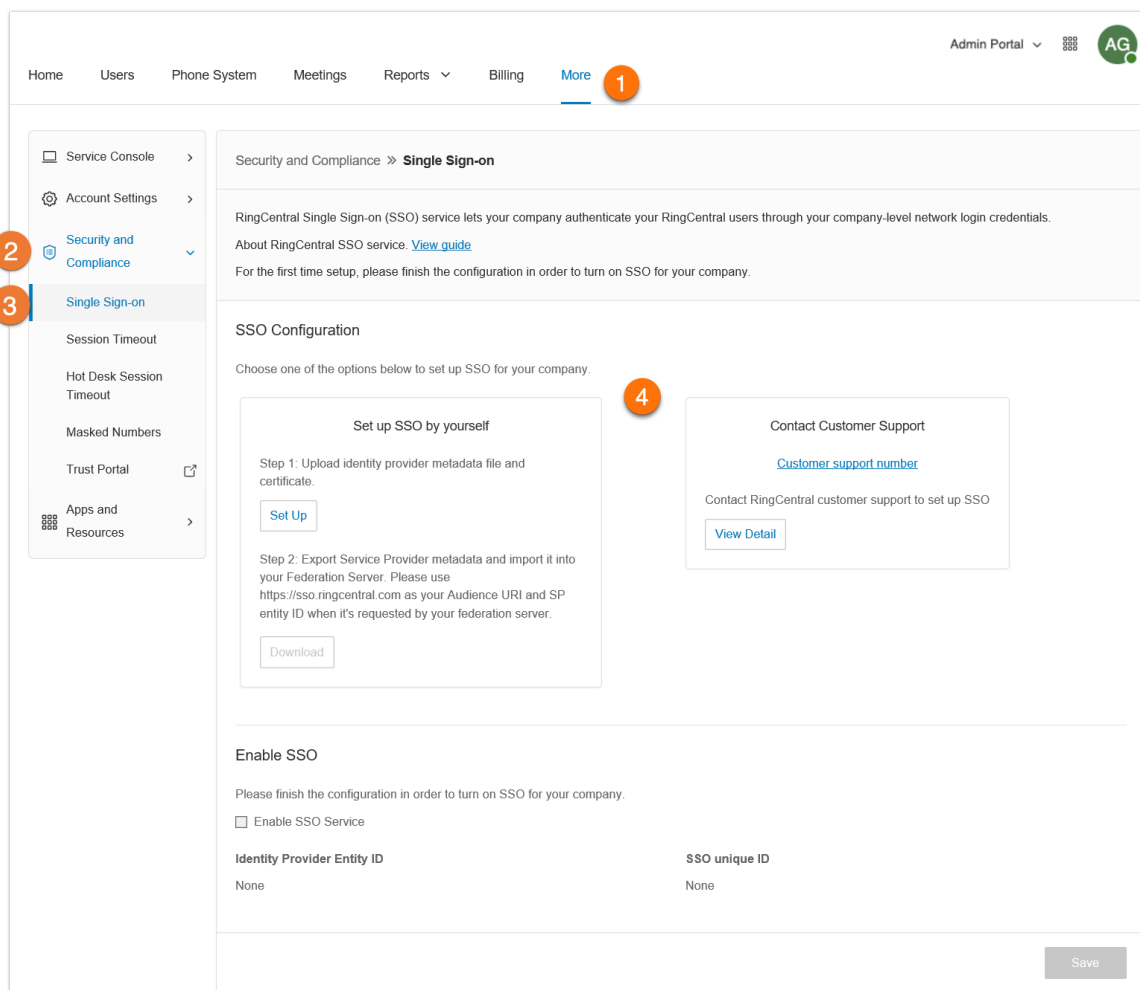 Admin Portal
AG
Home Users Phone System Meetings Reports Billing More
1
Service Console
Account Settings
2
Security and
Compliance
3
Single Sign-on
Session Timeout
Hot Desk Session
Timeout
Masked Numbers
Trust Portal
Apps and
Resources
Security and Compliance » Single Sign-on
RingCentral Single Sign-on (SSO) service lets your company authenticate your RingCentral users through your company-level network login credentials.
About RingCentral SSO service. View guide
For the first time setup, please finish the configuration in order to turn on SSO for your company.
SSO Configuration
Choose one of the options below to set up SSO for your company.
4
Set up SSO by yourself
Step 1: Upload identity provider metadata file and
certificate.
Set Up
Step 2: Export Service Provider metadata and import it into
your Federation Server. Please use
https://sso.ringcentral.com as your Audience URI and SP
entity ID when it's requested by your federation server.
Download
Contact Customer Support
Customer support number
Contact RingCentral customer support to set up SSO
View Detail
Enable SSO
Please finish the configuration in order to turn on SSO for your company.
Enable SSO Service
Identity Provider Entity ID
None
SSO unique ID
None
Save